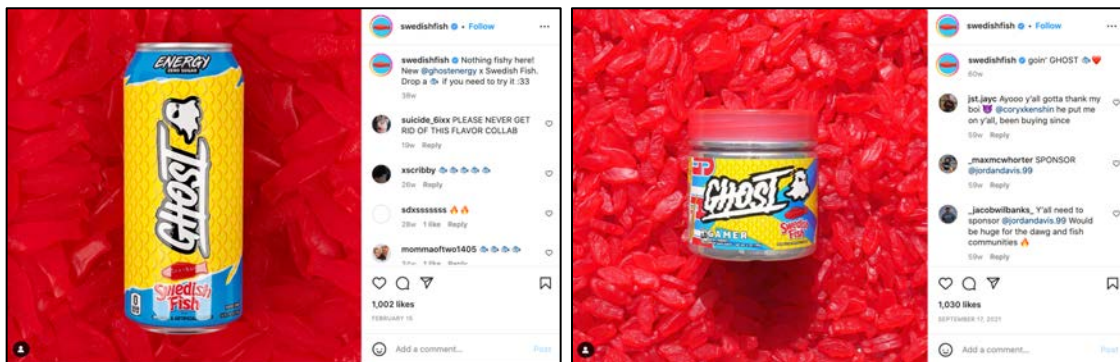 ENERGY
ZERO SUGAR
GHOST
Swedish
Fish
swedishfish • Follow
swedishfish Nothing fishy here!
New @ghostenergy x Swedish Fish.
Drop a 🐟 if you need to try it :33
38w
suicide_6ixx PLEASE NEVER GET
RID OF THIS FLAVOR COLLAB
19w Reply
xscribby 🐟 🐟 🐟 🐟 🐟
26w Reply
sdxsssssss 🔥🔥
28w 1 like Reply
mommaoftwo1405 🐟 🐟 🐟 🐟
1,002 likes
FEBRUARY 15
Add a comment...
Post
GHOST
GAMER
Swedish
Fish
swedishfish • Follow
swedishfish goin' GHOST 🐟❤️
60w
jst.jayc Ayooo y'all gotta thank my
boi 😈 @coryxkenshin he put me
on y'all, been buying since
59w Reply
_maxmcwhorter SPONSOR
@jordandavis.99
59w Reply
_jacobwilbanks_ Y'all need to
sponsor @jordandavis.99 Would
be huge for the dawg and fish
communities 🔥
59w Reply
1,030 likes
SEPTEMBER 17, 2021
Add a comment...
Post